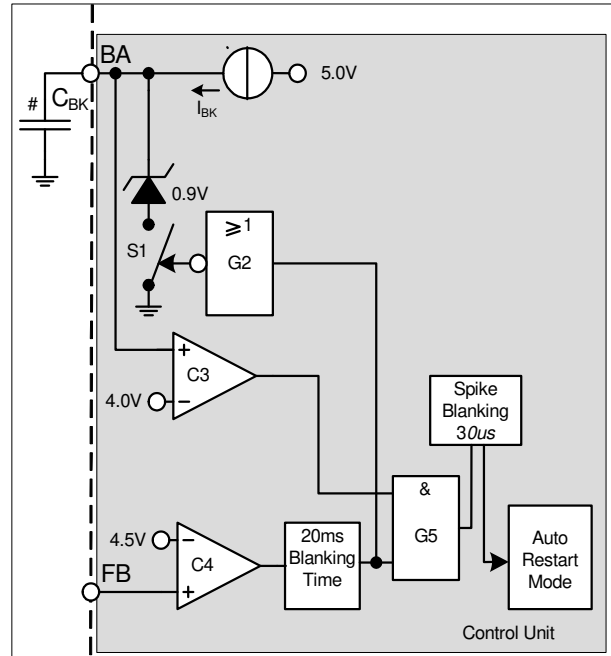 BA
5.0V
#
C_BK
I_BK
0.9V
≥1
S1
G2
C3
4.0V
Spike
Blanking
30us
&
G5
4.5V
20ms
Blanking
Time
C4
Auto
Restart
Mode
FB
Control Unit